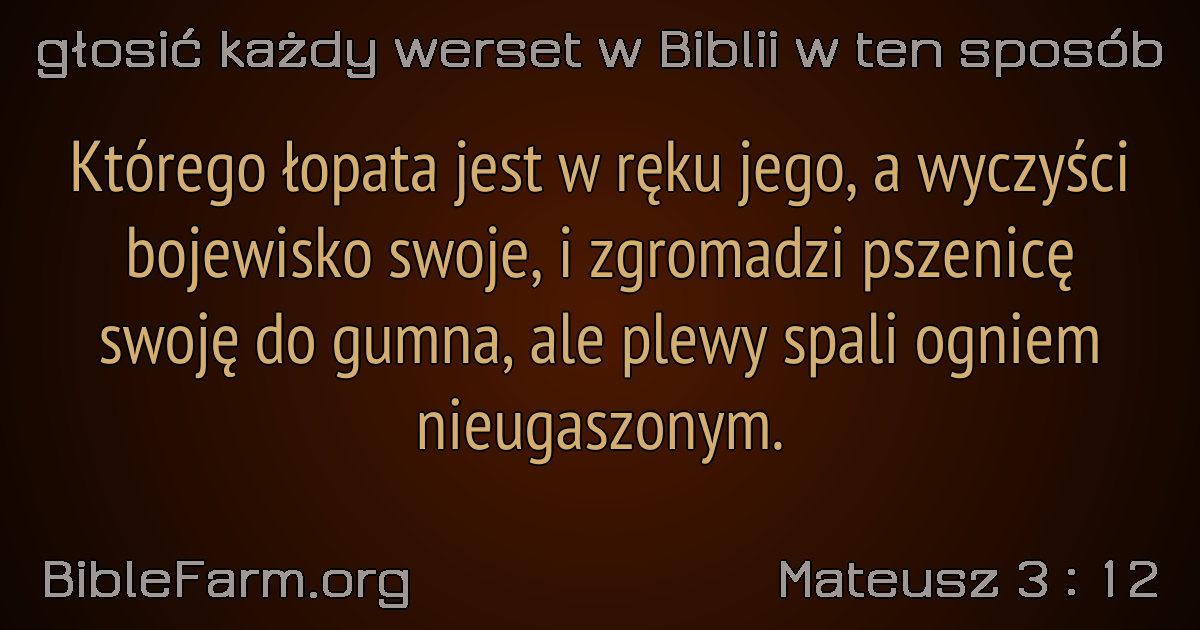 głosić każdy werset w Biblii w ten sposób
Którego łopata jest w ręku jego, a wyczyści
bojewisko swoje, i zgromadzi pszenicę
swoję do gumna, ale plewy spali ogniem
nieugaszonym.
BibleFarm.org
Mateusz 3 : 12